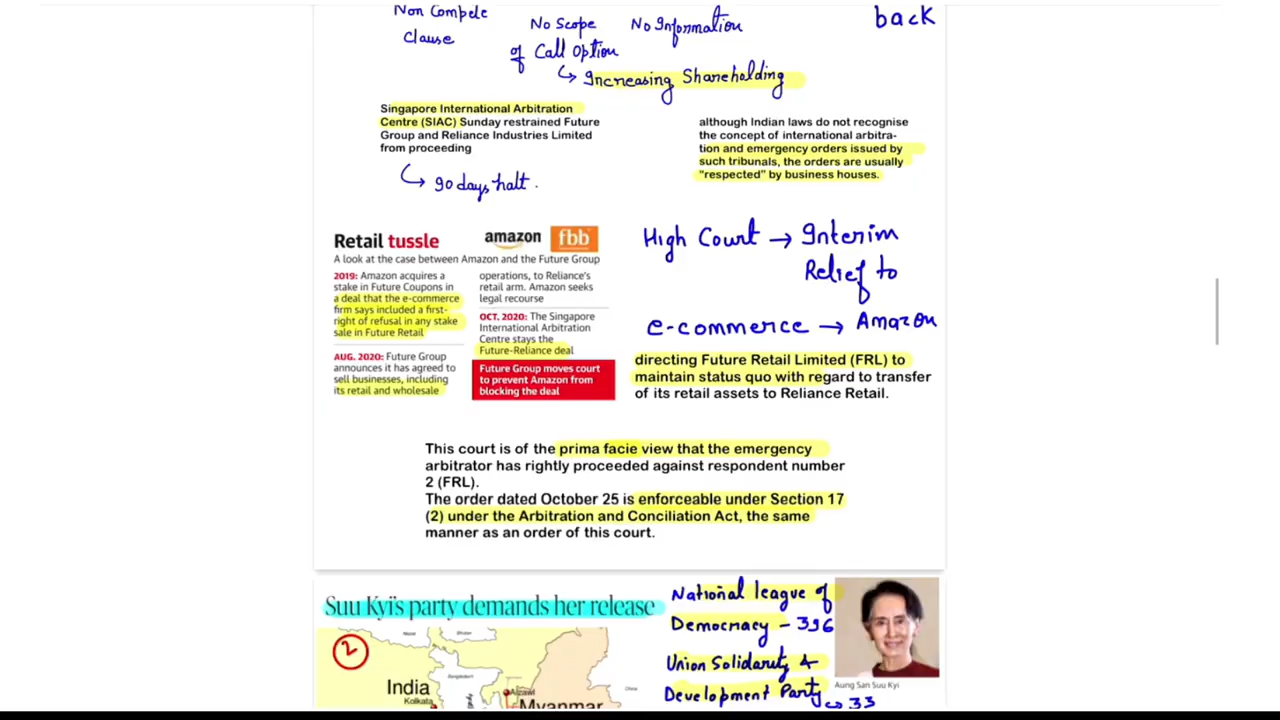 Non Compete
Clause
No Scope
of Call Option
↳ Increasing Shareholding
No Information
back
Singapore International Arbitration
Centre (SIAC) Sunday restrained Future
Group and Reliance Industries Limited
from proceeding
↳ 90 days halt.
although Indian laws do not recognise
the concept of international arbitra-
tion and emergency orders issued by
such tribunals, the orders are usually
"respected" by business houses.
Retail tussle
amazon
fbb
A look at the case between Amazon and the Future Group
2019: Amazon acquires a
stake in Future Coupons in
a deal that the e-commerce
firm says included a first-
right of refusal in any stake
sale in Future Retail
AUG. 2020: Future Group
announces it has agreed to
sell businesses, including
its retail and wholesale
operations, to Reliance's
retail arm. Amazon seeks
legal recourse
OCT. 2020: The Singapore
International Arbitration
Centre stays the
Future-Reliance deal
Future Group moves court
to prevent Amazon from
blocking the deal
High Court → Interim
Relief to
e-commerce → Amazon
directing Future Retail Limited (FRL) to
maintain status quo with regard to transfer
of its retail assets to Reliance Retail.
This court is of the prima facie view that the emergency
arbitrator has rightly proceeded against respondent number
2 (FRL).
The order dated October 25 is enforceable under Section 17
(2) under the Arbitration and Conciliation Act, the same
manner as an order of this court.
Suu Kyi's party demands her release
2
Nepal
Bhutan
Bangladesh
India
Kolkata
Aizawl
China
Myanmar
National league of
Democracy - 396
Union Solidarity &
Development Party
↳ 33
Aung San Suu Kyi